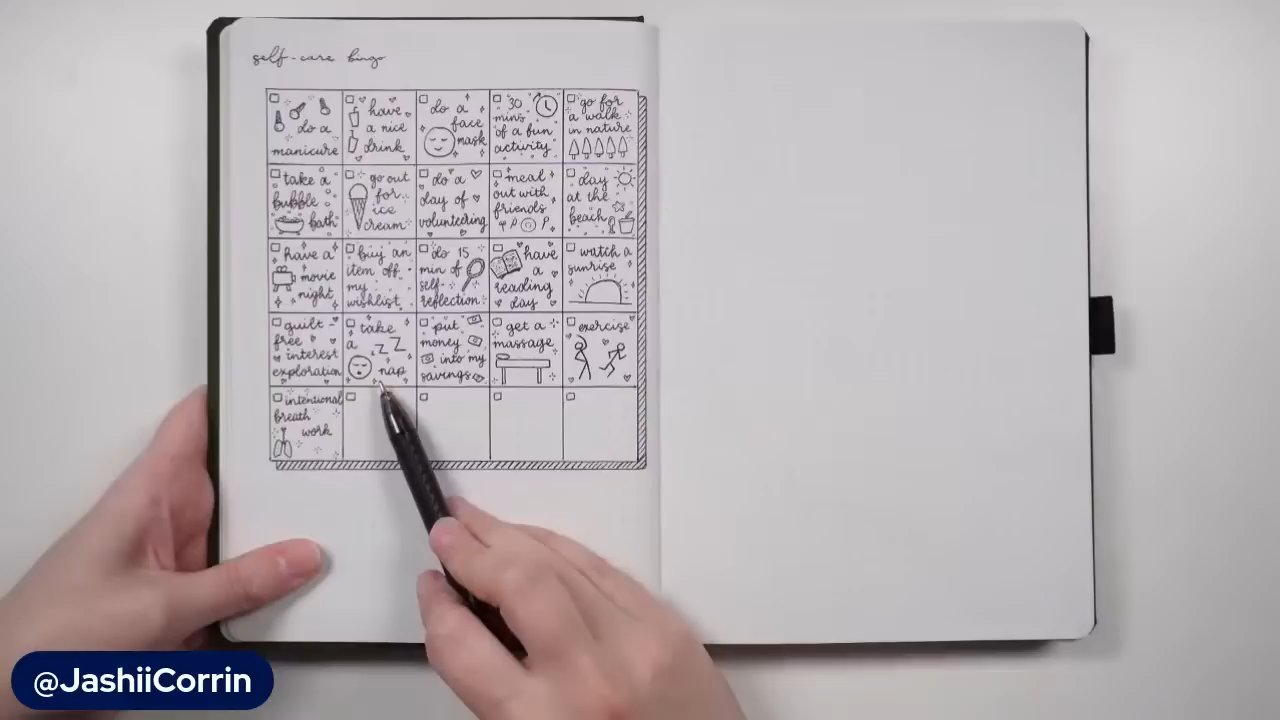 self-care bingo
do a
manicure
have
a nice
drink
do a
face
mask
30
mins
of a fun
activity
go for
a walk
in nature
take a
bubble
bath
go out
for
ice
cream
do a
day of
volunteering
meal
out with
friends
day
at the
beach
have a
movie
night
buy an
item off
my
wishlist
do 15
min of
self-
reflection
have
a
reading
day
watch a
sunrise
guilt-
free
interest
exploration
take
a
z Z Z
nap
put
money
into my
savings
get a
massage
exercise
intentional
breath
work
@JashiiCorrin